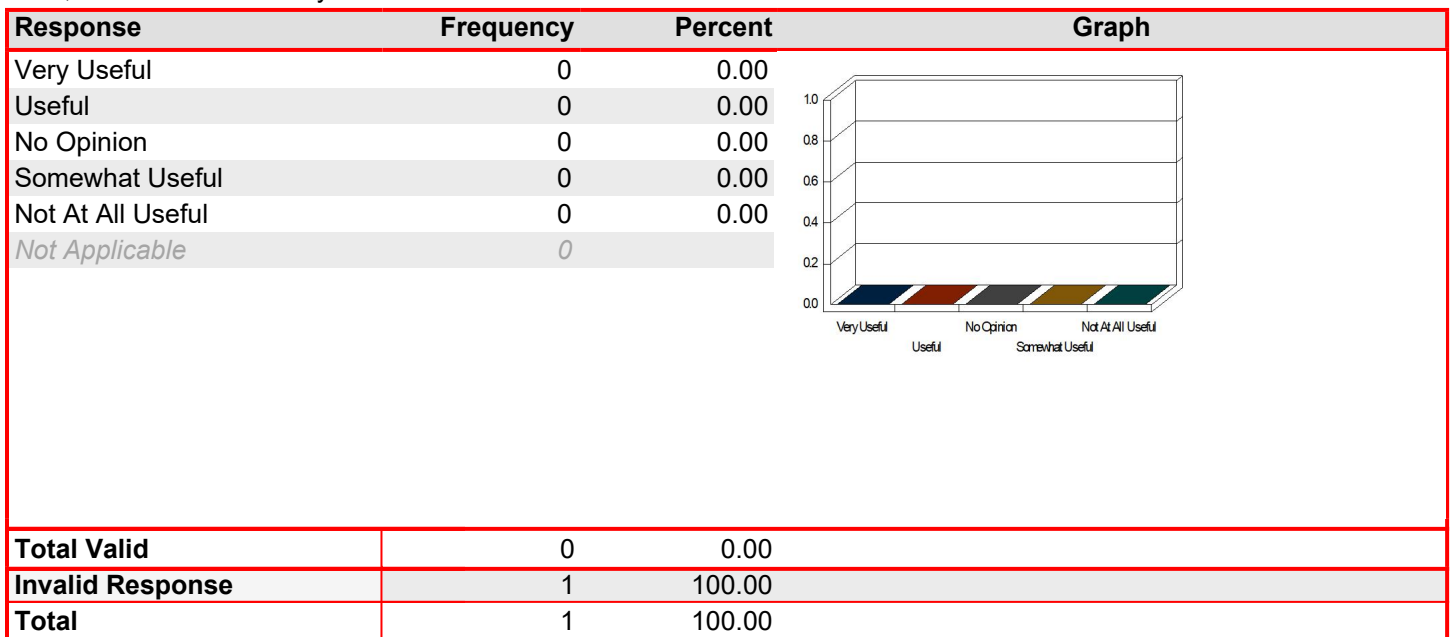 Response Frequency Percent Graph
Very Useful 0 0.00
Useful 0 0.00
No Opinion 0 0.00
Somewhat Useful 0 0.00
Not At All Useful 0 0.00
Not Applicable 0
1.0
0.8
0.6
0.4
0.2
0.0
Very Useful No Opinion Not At All Useful
Useful Somewhat Useful
Total Valid 0 0.00
Invalid Response 1 100.00
Total 1 100.00